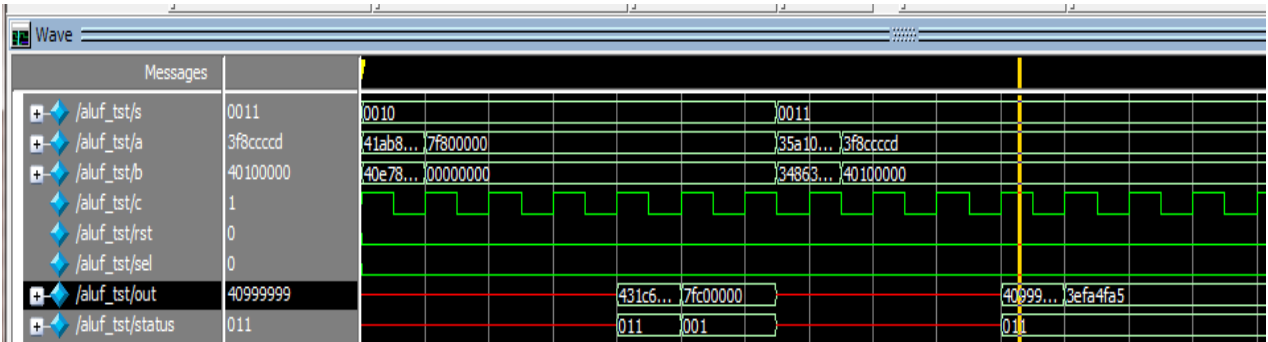 Wave
Messages
/aluf_tst/s 0011 0010 0011
/aluf_tst/a 3f8ccccd 41ab8... 7f800000 35a10... 3f8ccccd
/aluf_tst/b 40100000 40e78... 00000000 34863... 40100000
/aluf_tst/c 1
/aluf_tst/rst 0
/aluf_tst/sel 0
/aluf_tst/out 40999999 431c6... 7fc00000 40999... 3efa4fa5
/aluf_tst/status 011 011 001 011